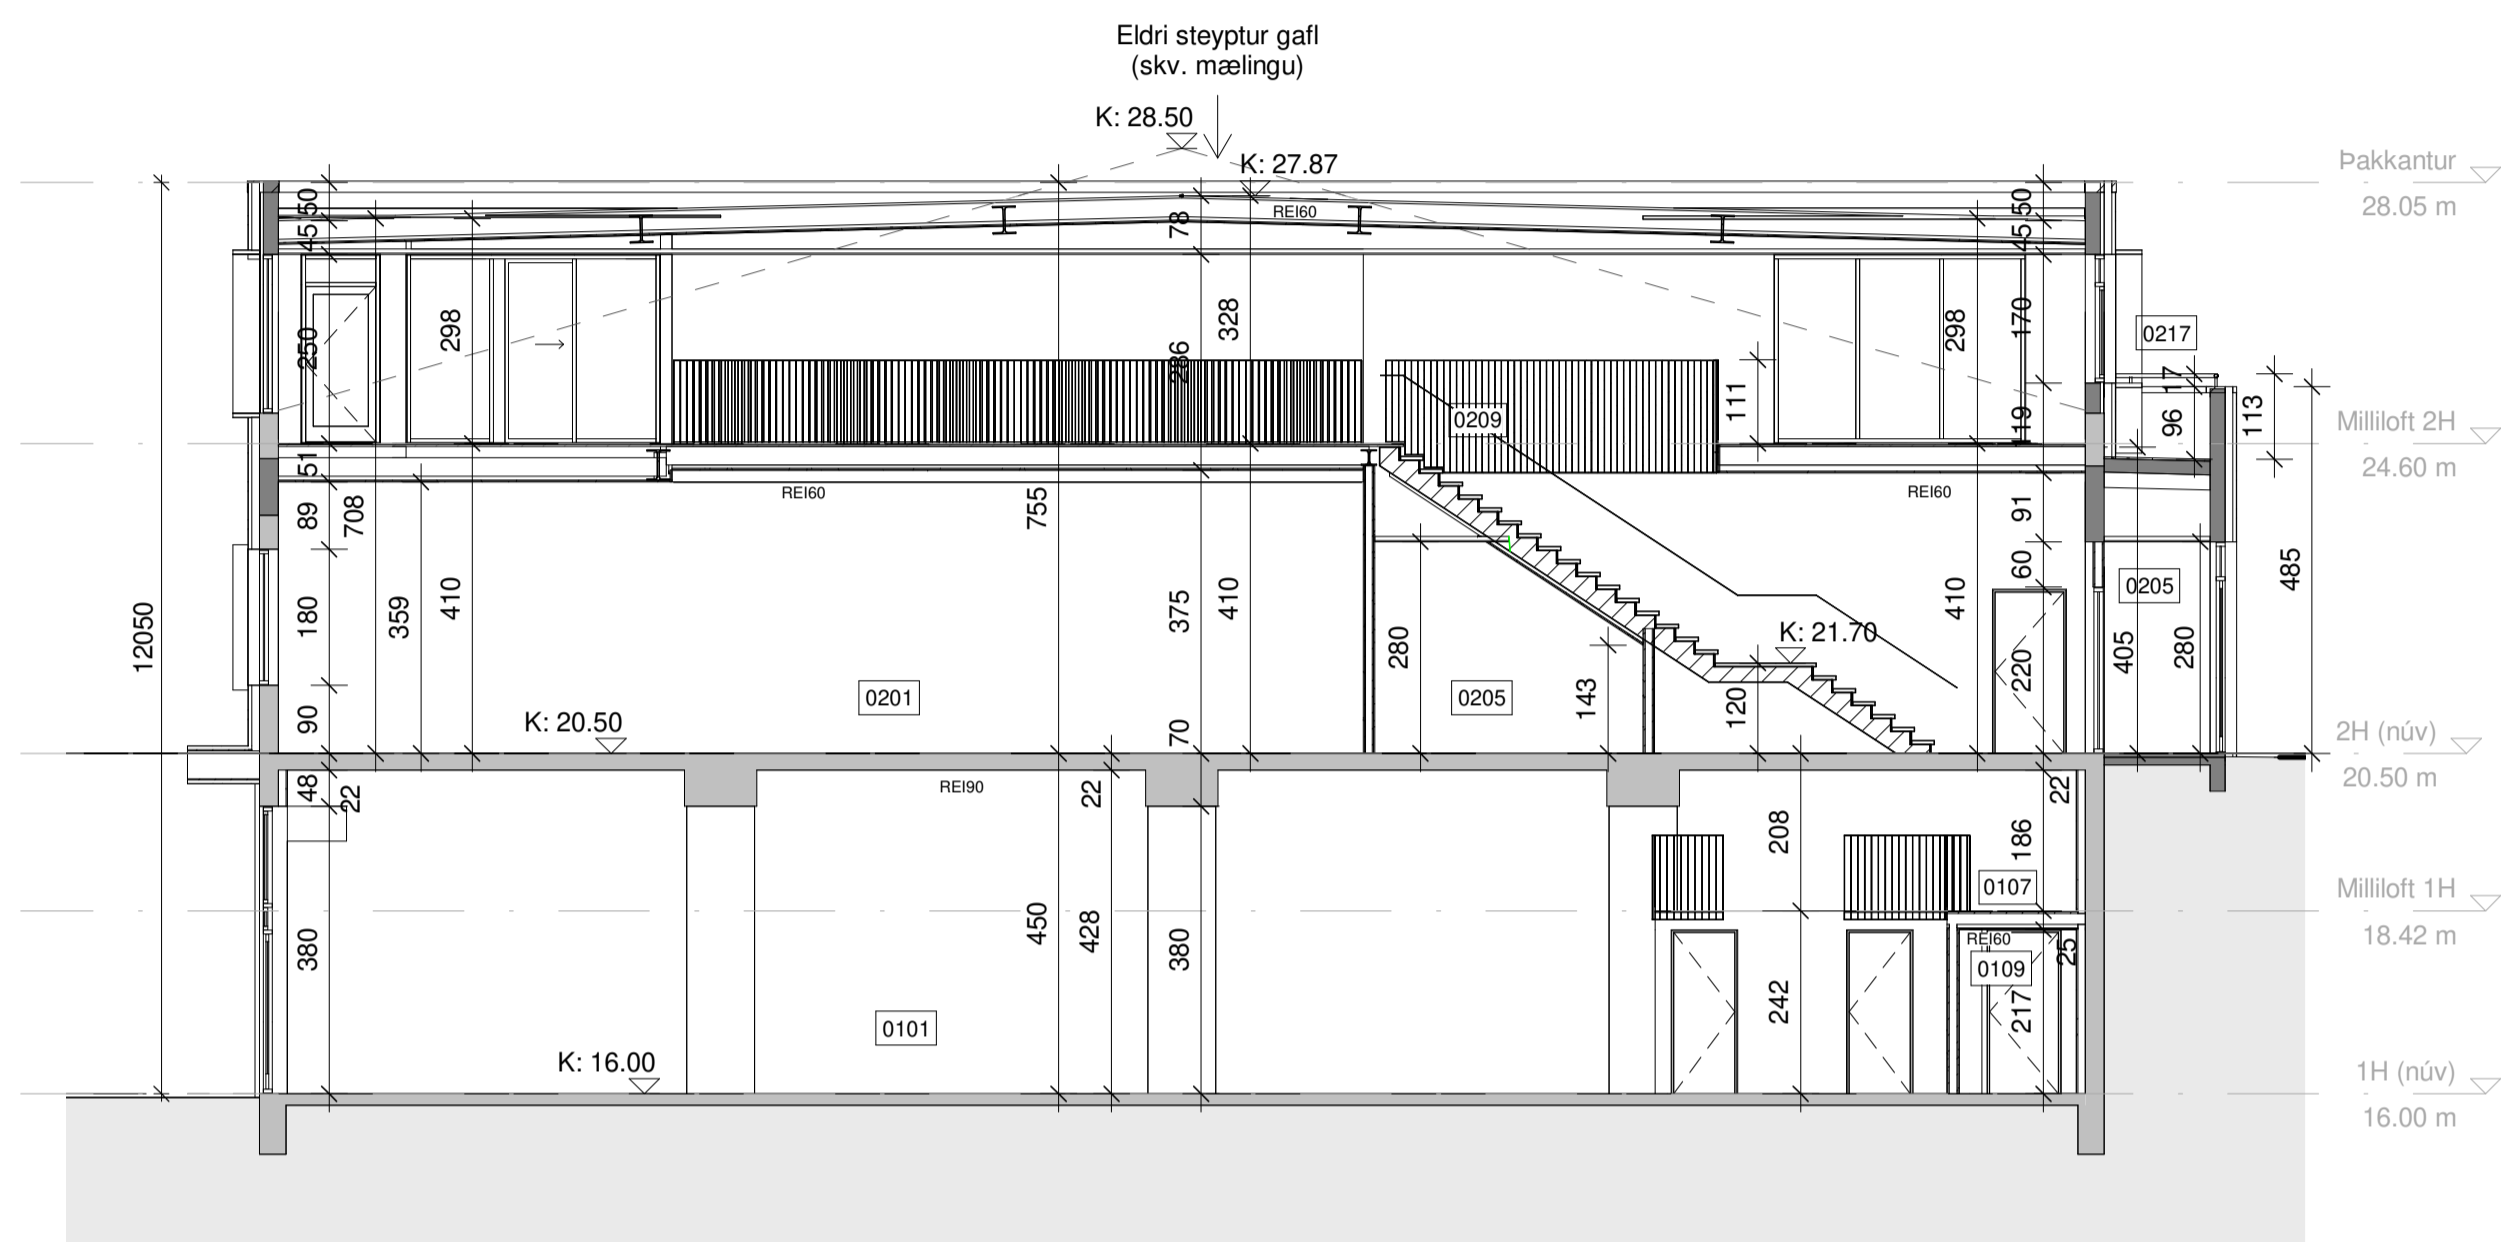 Eldri steyptur gafl
(skv. mælingu)
K: 28.50
K: 27.87
Þakkantur
28.05 m
50
45
78
REI60
50
45
250
298
328
286
298
170
0217
17
111
0209
19
96
113
Milliloft 2H
24.60 m
51
89
708
REI60
755
REI60
91
60
485
0205
12050
180
359
410
375
410
280
K: 21.70
410
220
405
280
90
K: 20.50
0201
70
0205
143
120
2H (núv)
20.50 m
48
22
REI90
22
208
22
186
0107
Milliloft 1H
18.42 m
380
450
428
380
REI60
25
0109
242
217
0101
K: 16.00
1H (núv)
16.00 m